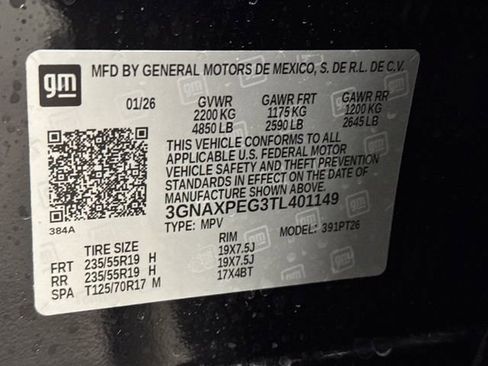 gm
MFD BY GENERAL MOTORS DE MEXICO, S. DE R.L. DE C.V.
01/26 GVWR GAWR FRT GAWR RR
2200 KG 1175 KG 1200 KG
4850 LB 2590 LB 2645 LB
THIS VEHICLE CONFORMS TO ALL
APPLICABLE U.S. FEDERAL MOTOR
VEHICLE SAFETY AND THEFT PREVENTION
STANDARDS IN EFFECT ON THE DATE OF
MANUFACTURE SHOWN ABOVE.
3GNAXPEG3TL401149
384A TYPE: MPV MODEL: 391PT26
TIRE SIZE RIM
FRT 235/55R19 H 19X7.5J
RR 235/55R19 H 19X7.5J
SPA T125/70R17 M 17X4BT